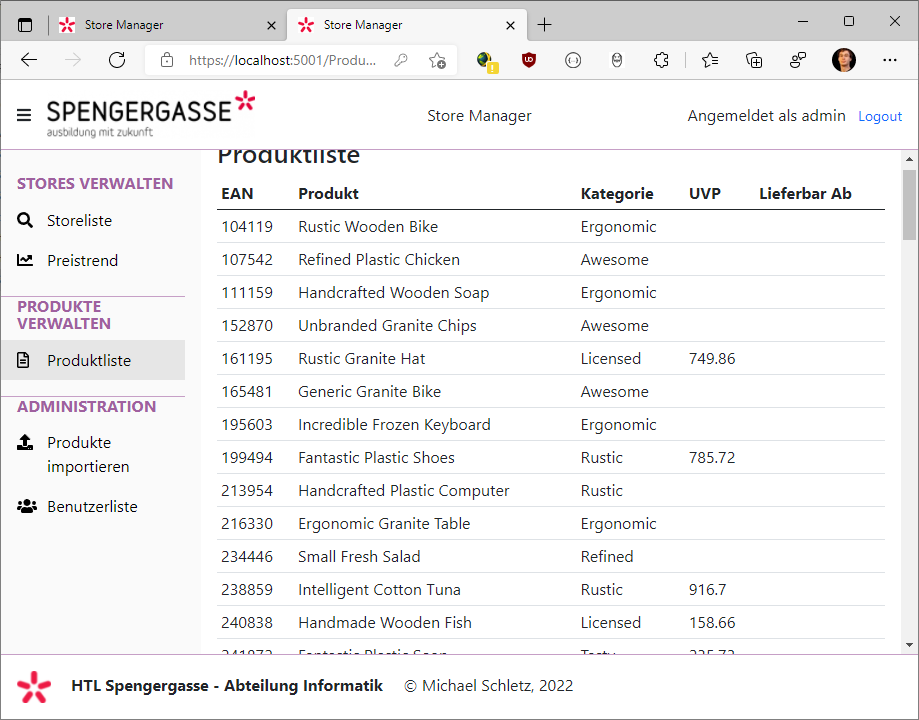 Store Manager
Store Manager
https://localhost:5001/Produ...
SPENGERGASSE
ausbildung mit zukunft
Store Manager
Angemeldet als admin Logout
STORES VERWALTEN
Storeliste
Preistrend
PRODUKTE
VERWALTEN
Produktliste
ADMINISTRATION
Produkte
importieren
Benutzerliste
Produktliste
EAN Produkt Kategorie UVP Lieferbar Ab
104119 Rustic Wooden Bike Ergonomic
107542 Refined Plastic Chicken Awesome
111159 Handcrafted Wooden Soap Ergonomic
152870 Unbranded Granite Chips Awesome
161195 Rustic Granite Hat Licensed 749.86
165481 Generic Granite Bike Awesome
195603 Incredible Frozen Keyboard Ergonomic
199494 Fantastic Plastic Shoes Rustic 785.72
213954 Handcrafted Plastic Computer Rustic
216330 Ergonomic Granite Table Ergonomic
234446 Small Fresh Salad Refined
238859 Intelligent Cotton Tuna Rustic 916.7
240838 Handmade Wooden Fish Licensed 158.66
Fantastic Plastic Soap Tasty
HTL Spengergasse - Abteilung Informatik © Michael Schletz, 2022